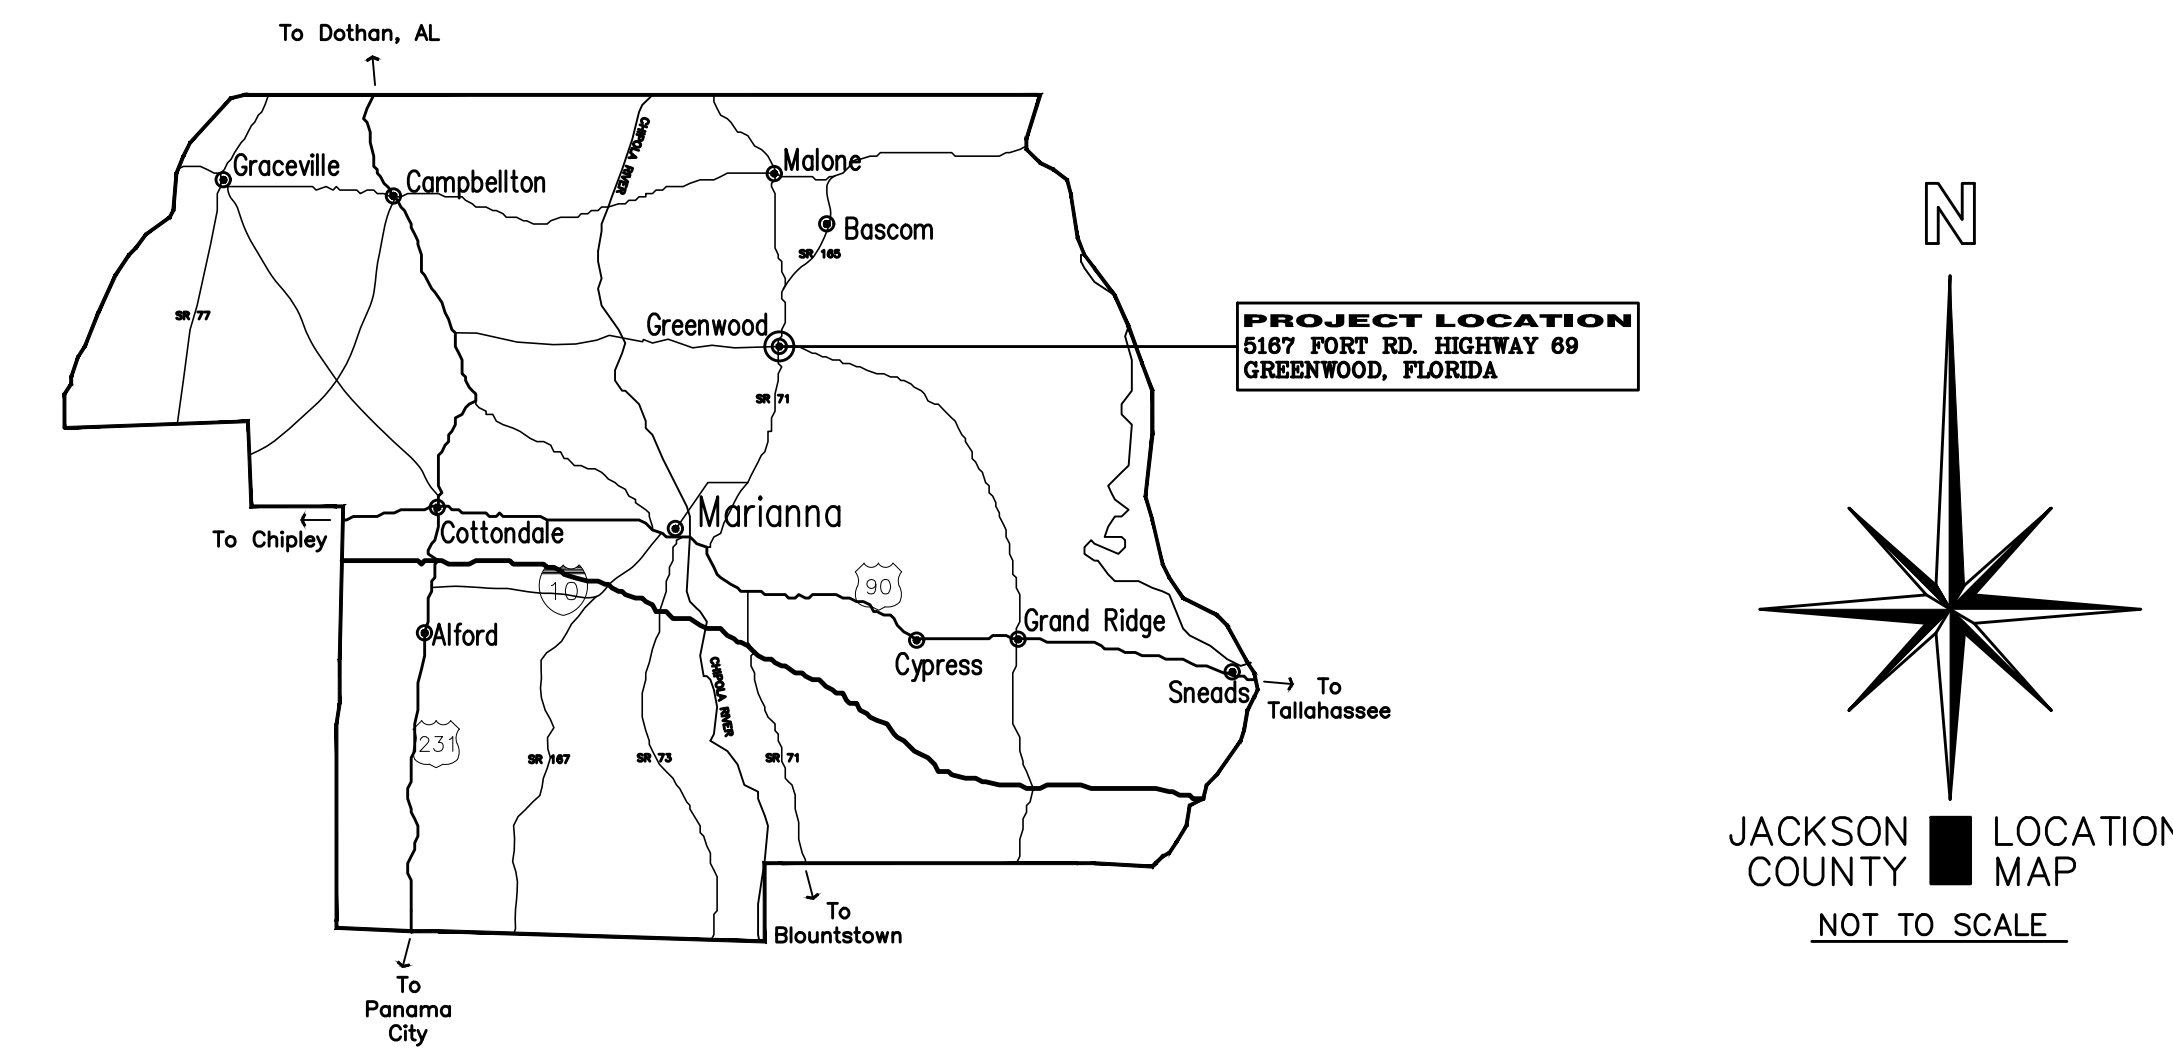 To Dothan, AL
Graceville
Campbellton
CHIPOLA RIVER
Malone
Bascom
SR 165
SR 77
Greenwood
PROJECT LOCATION
5167 FORT RD. HIGHWAY 69
GREENWOOD, FLORIDA
SR 71
Marianna
To Chipley
Cottondale
10
90
Alford
Grand Ridge
Cypress
Sneads
To
Tallahassee
231
CHIPOLA RIVER
SR 167
SR 73
SR 71
To
Blountstown
To
Panama
City
N
JACKSON
COUNTY
LOCATION
MAP
NOT TO SCALE